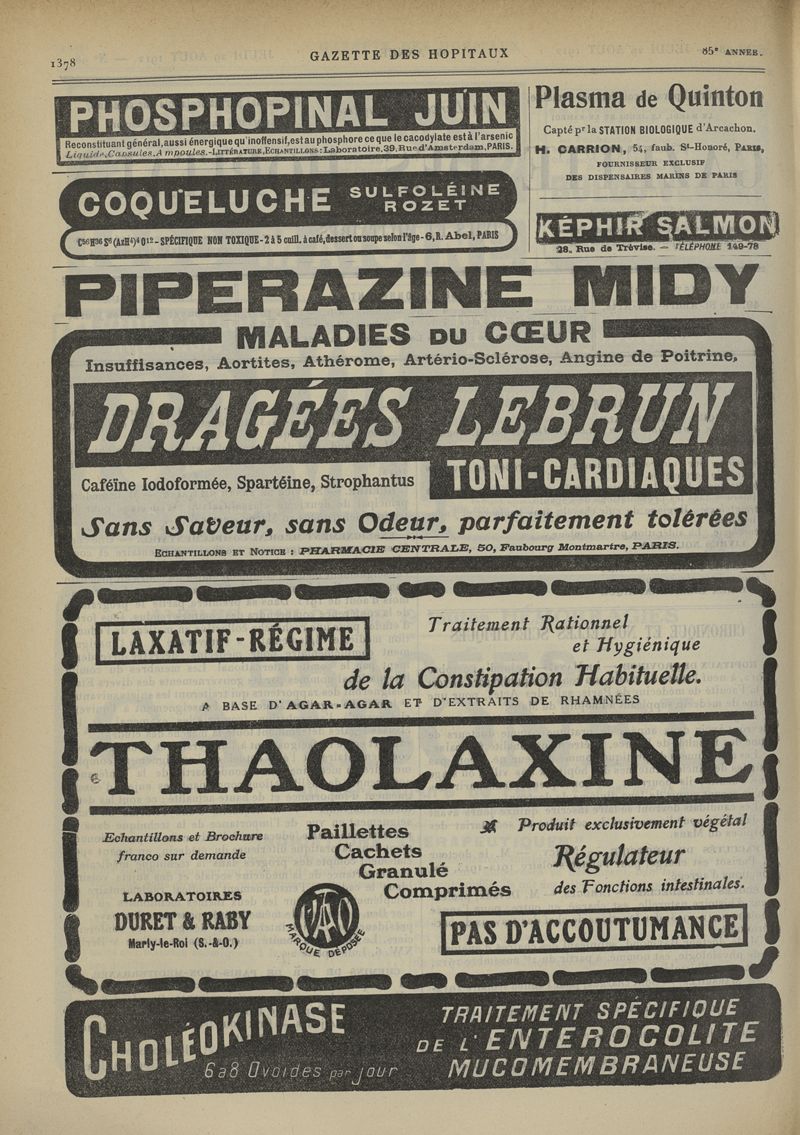 1378
GAZETTE DES HOPITAUX
85e ANNEE.
PHOSPHOPINAL JUIN
Reconstituant général, aussi énergique qu'inoffensif, est au phosphore ce que le cacodylate est à l'arsenic
Liquide, Capsules, Ampoules.-LITTÉRATURE, ECHANTILLONS: Laboratoire, 39, Rue d'Amsterdam, PARIS.
Plasma de Quinton
Capté pr la STATION BIOLOGIQUE d'Arcachon.
H. CARRION, 54, faub. St-Honoré, PARIS,
FOURNISSEUR EXCLUSIF
DES DISPENSAIRES MARINS DE PARIS
COQUELUCHE SULFOLÉINE
ROZET
C56H36 S6 (AzH4)4 O12 - SPÉCIFIQUE NON TOXIQUE - 2 à 5 cuill. à café, dessert ou soupe selon l'âge - 6, R. Abel, PARIS
KÉPHIR SALMON
28, Rue de Trévise. — TÉLÉPHONE 149-78
PIPERAZINE MIDY
MALADIES DU CŒUR
Insuffisances, Aortites, Athérome, Artério-Sclérose, Angine de Poitrine.
DRAGÉES LEBRUN
Caféïne Iodoformée, Spartéine, Strophantus
TONI-CARDIAQUES
Sans Saveur, sans Odeur, parfaitement tolérées
ECHANTILLONS ET NOTICE : PHARMACIE CENTRALE, 50, Faubourg Montmartre, PARIS.
LAXATIF-RÉGIME
Traitement Rationnel
et Hygiénique
de la Constipation Habituelle.
A BASE D'AGAR-AGAR ET D'EXTRAITS DE RHAMNÉES
THAOLAXINE
Echantillons et Brochure
franco sur demande
LABORATOIRES
DURET & RABY
Marly-le-Roi (S.-&-O.)
Paillettes
Cachets
Granulé
Comprimés
MARQUE DÉPOSÉE
Produit exclusivement végétal
Régulateur
des Fonctions intestinales.
PAS D'ACCOUTUMANCE
CHOLÉOKINASE
6 à 8 Ovoïdes par jour
TRAITEMENT SPÉCIFIQUE
DE L'ENTEROCOLITE
MUCOMEMBRANEUSE